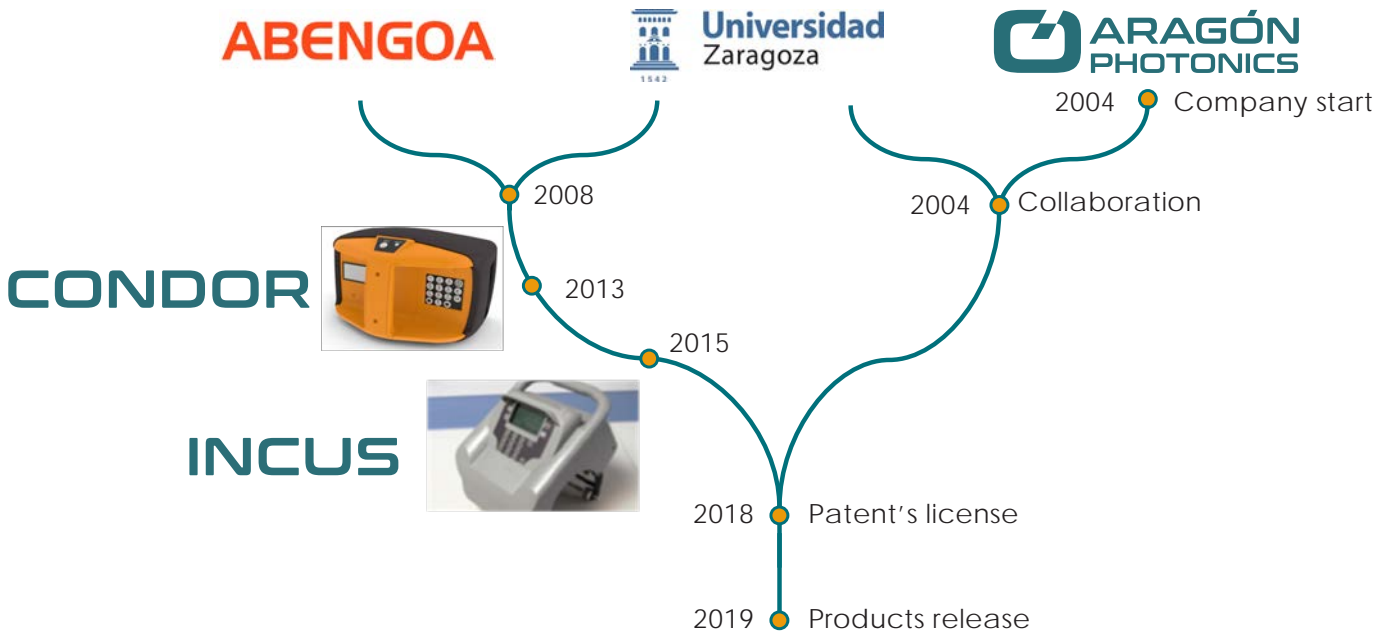 ABENGOA
Universidad
Zaragoza
1542
ARAGÓN
PHOTONICS
2004 Company start
2008
2004 Collaboration
CONDOR
2013
2015
INCUS
2018 Patent's license
2019 Products release